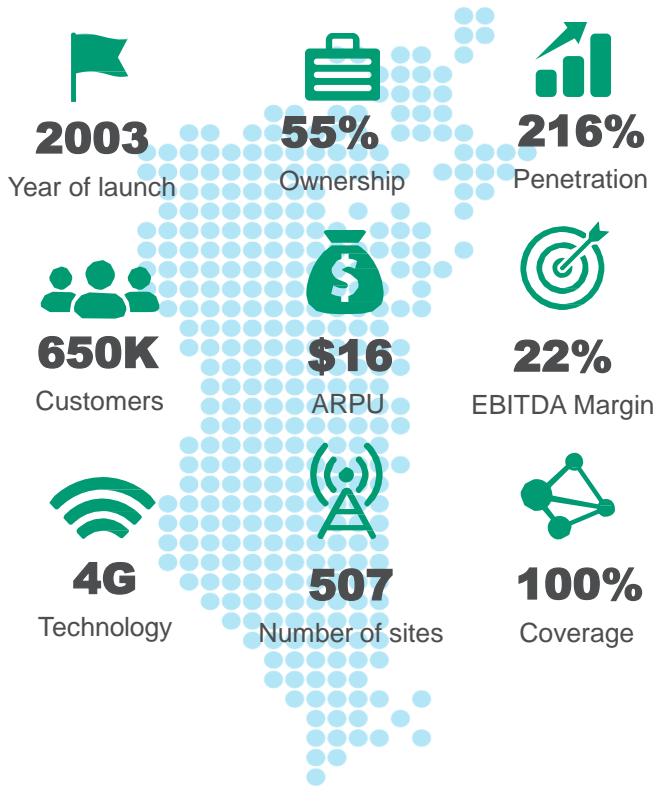 2003
55%
216%
Year of launch
Ownership
Penetration
$
650K
$16
22%
Customers
ARPU
EBITDA Margin
4G
507
100%
Technology
Number of sites
Coverage